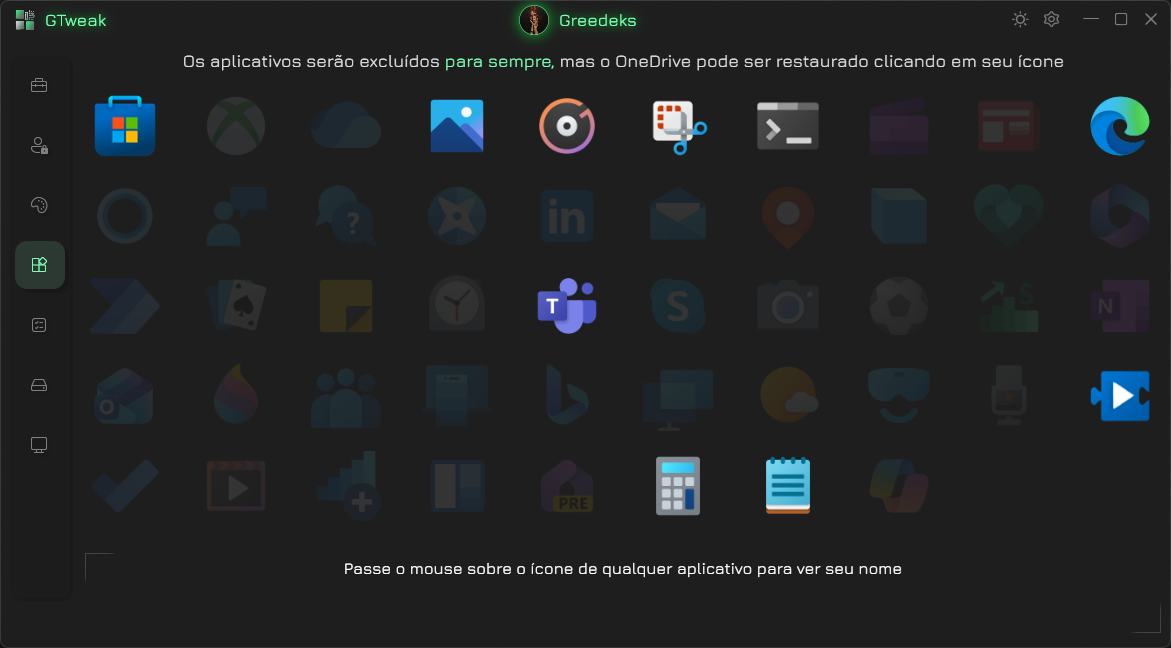 GTweak
Greedeks
Os aplicativos serão excluídos para sempre, mas o OneDrive pode ser restaurado clicando em seu ícone
?
in
T
S
S
N
O
PRE
Passe o mouse sobre o ícone de qualquer aplicativo para ver seu nome